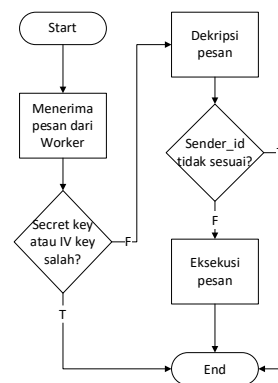 Start
Menerima
pesan dari
Worker
Secret key
atau IV key
salah?
F
T
Dekripsi
pesan
Sender_id
tidak sesuai?
F
Eksekusi
pesan
End